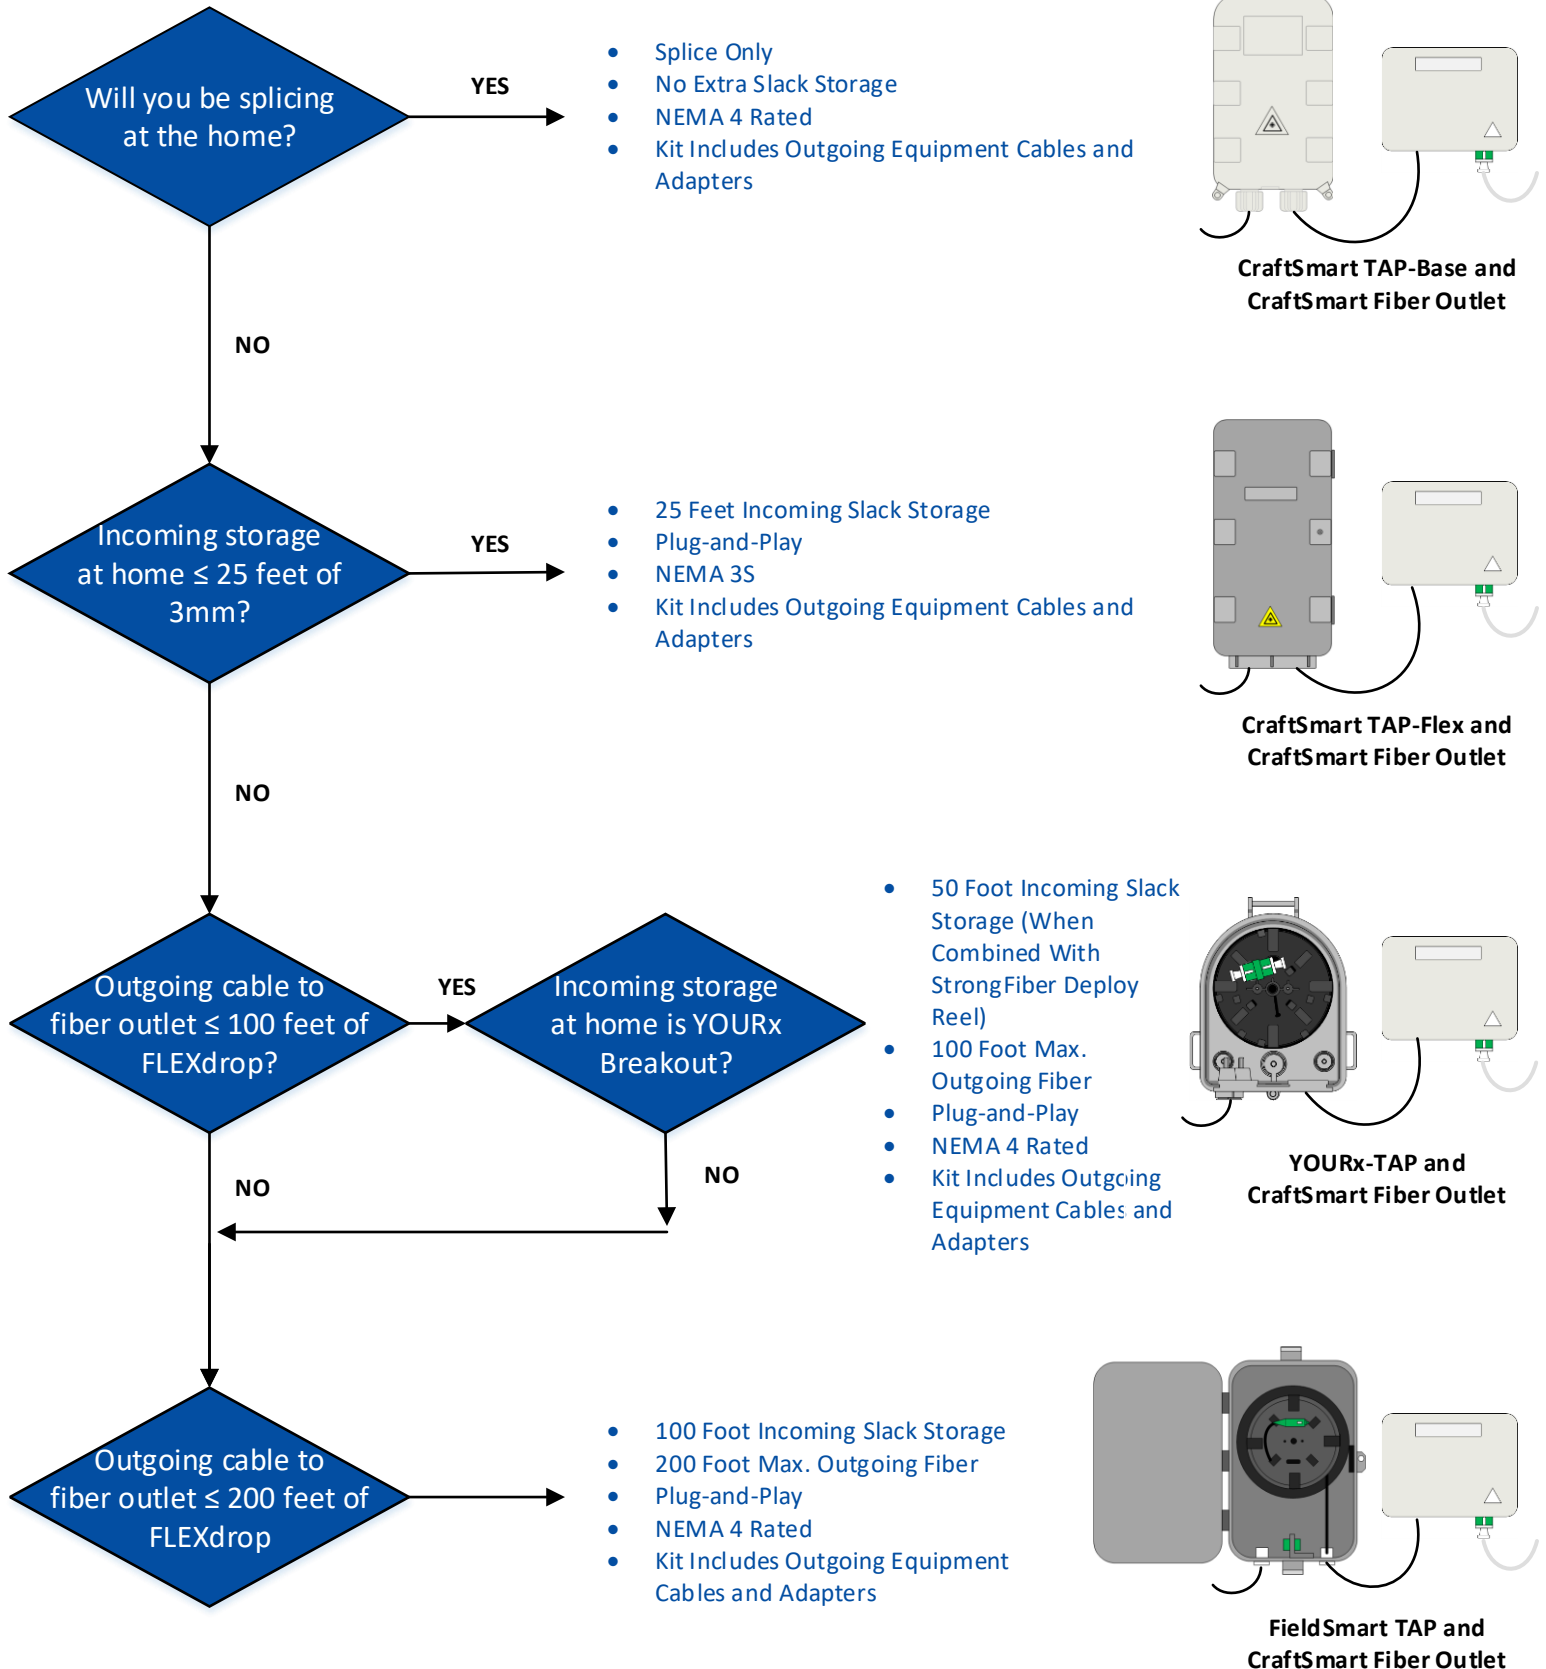 Will you be splicing
at the home?
YES
• Splice Only
• No Extra Slack Storage
• NEMA 4 Rated
• Kit Includes Outgoing Equipment Cables and
Adapters
CraftSmart TAP-Base and
CraftSmart Fiber Outlet
NO
Incoming storage
at home ≤ 25 feet of
3mm?
YES
• 25 Feet Incoming Slack Storage
• Plug-and-Play
• NEMA 3S
• Kit Includes Outgoing Equipment Cables and
Adapters
CraftSmart TAP-Flex and
CraftSmart Fiber Outlet
NO
Outgoing cable to
fiber outlet ≤ 100 feet of
FLEXdrop?
YES
Incoming storage
at home is YOURx
Breakout?
• 50 Foot Incoming Slack
Storage (When
Combined With
StrongFiber Deploy
Reel)
• 100 Foot Max.
Outgoing Fiber
• Plug-and-Play
• NEMA 4 Rated
• Kit Includes Outgoing
Equipment Cables and
Adapters
YOURx-TAP and
CraftSmart Fiber Outlet
NO
NO
Outgoing cable to
fiber outlet ≤ 200 feet of
FLEXdrop
• 100 Foot Incoming Slack Storage
• 200 Foot Max. Outgoing Fiber
• Plug-and-Play
• NEMA 4 Rated
• Kit Includes Outgoing Equipment
Cables and Adapters
FieldSmart TAP and
CraftSmart Fiber Outlet